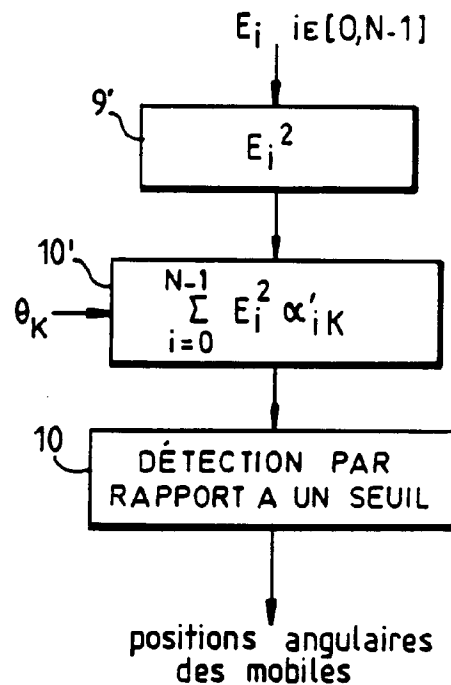 Ei iε[0,N-1]
9'
Ei²
10'
N-1
θK Σ Ei² α'iK
i=0
10
DÉTECTION PAR
RAPPORT A UN SEUIL
positions angulaires
des mobiles